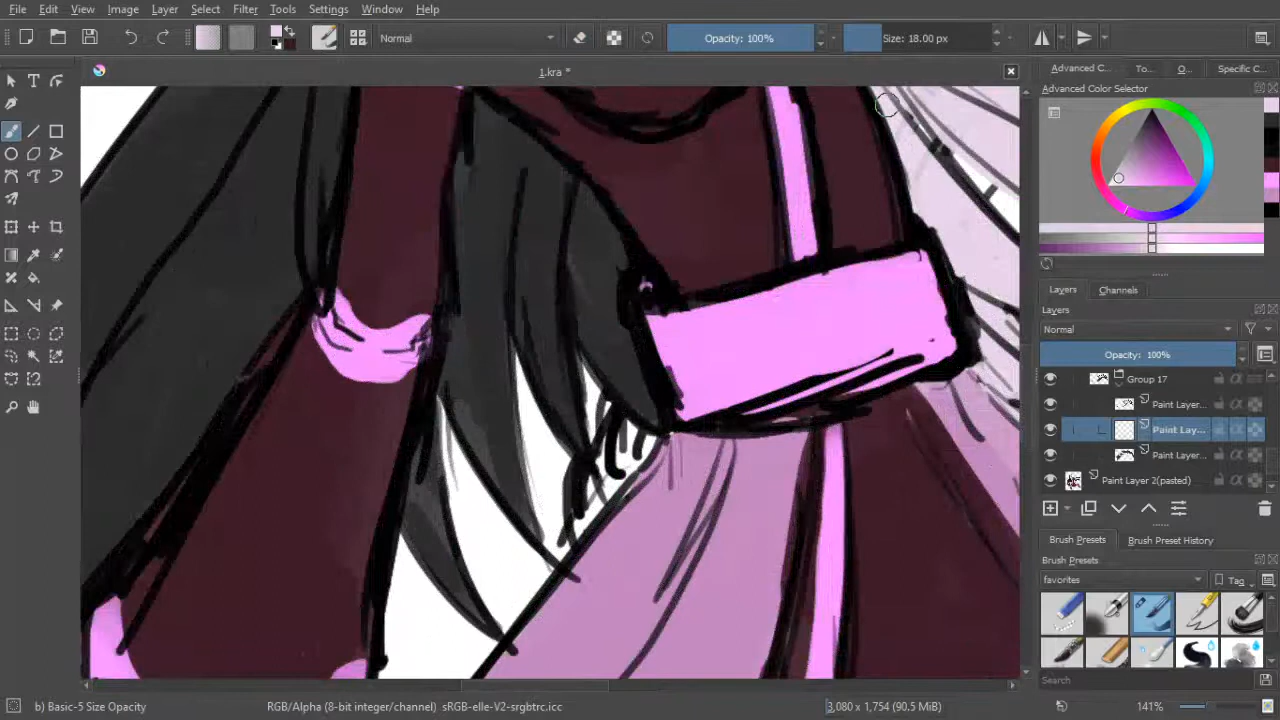 File Edit View Image Layer Select Filter Tools Settings Window Help
Normal Opacity: 100% Size: 18.00 px
1.kra *
Advanced C... To... O... Specific C...
Advanced Color Selector
Layers Channels
Layers
Normal
Opacity: 100%
Group 17
Paint Layer...
Paint Lay...
Paint Layer...
Paint Layer 2(pasted)
Brush Presets Brush Preset History
Brush Presets
favorites Tag
Search
b) Basic-5 Size Opacity RGB/Alpha (8-bit integer/channel) sRGB-elle-V2-srgbtrc.icc 3,080 x 1,754 (90.5 MiB) 141%